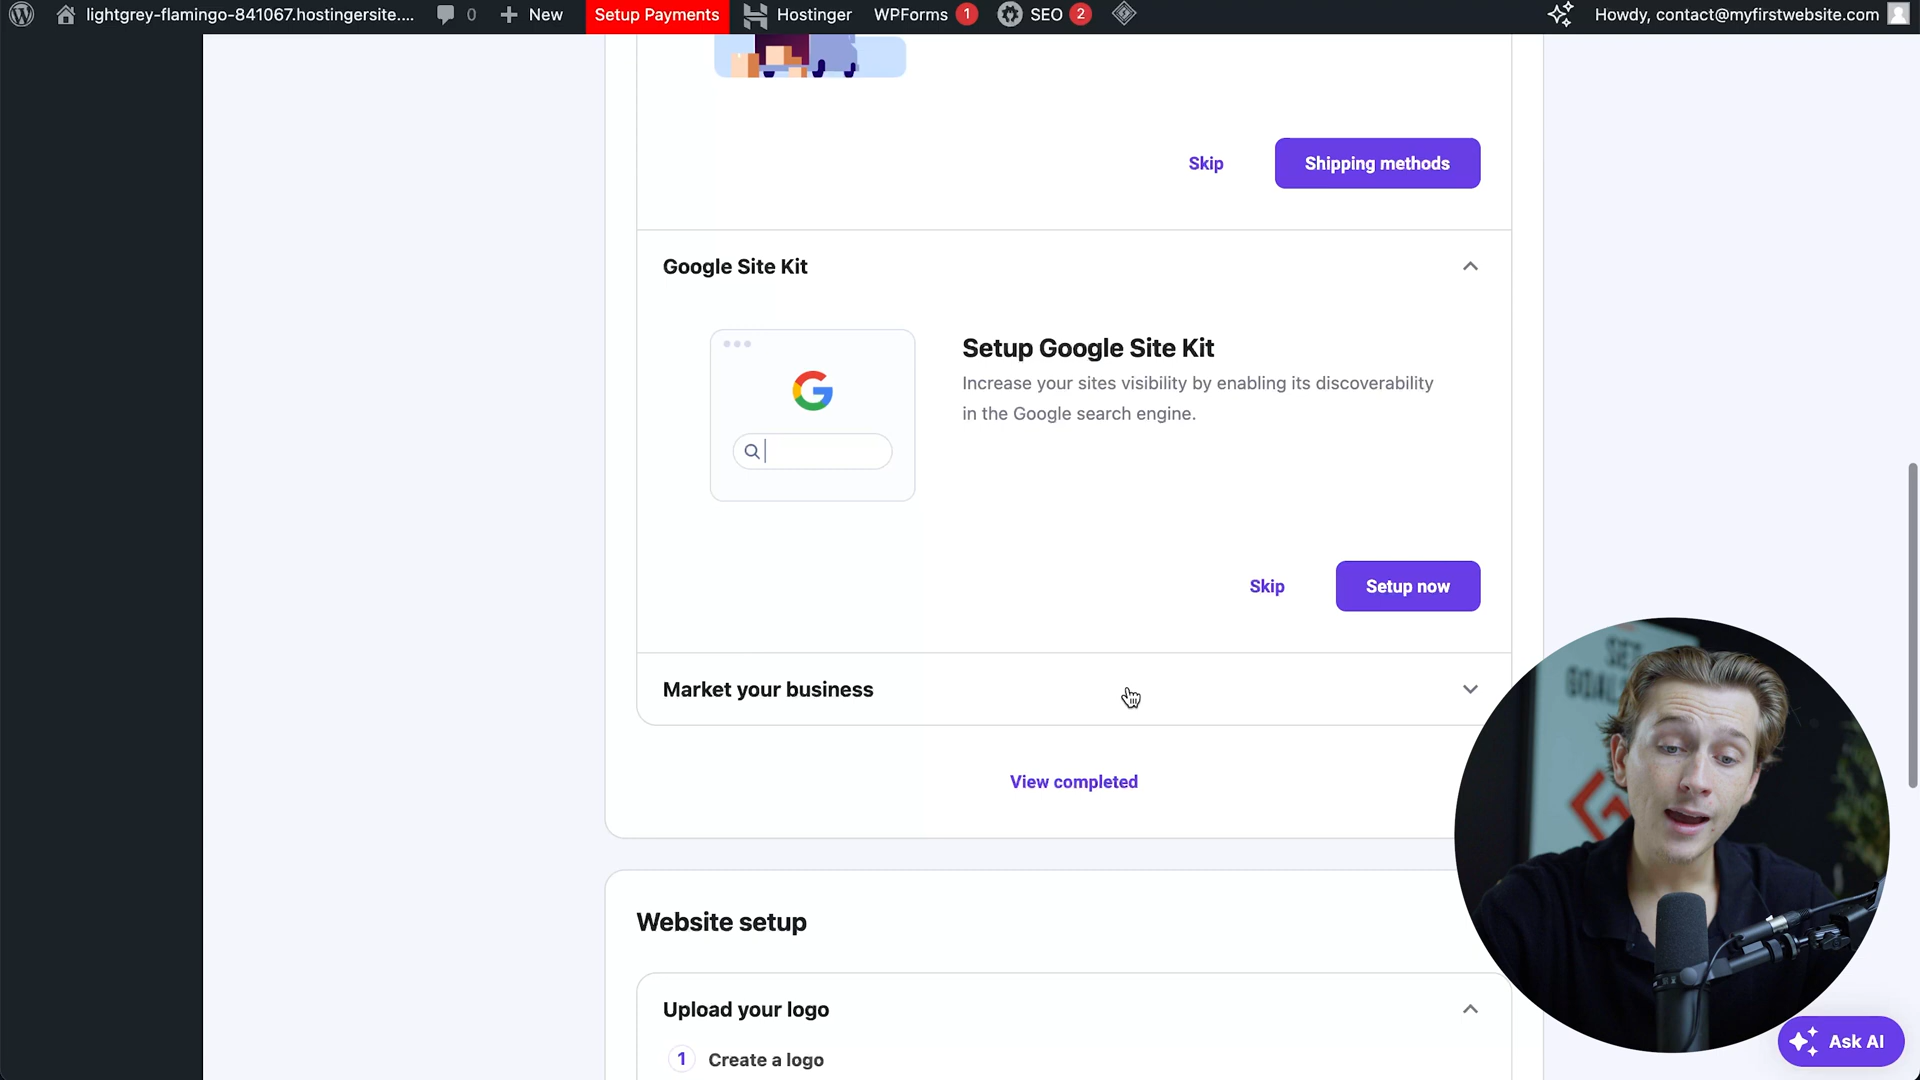 lightgrey-flamingo-841067.hostingersite.... 0 New Setup Payments Hostinger WPForms 1 SEO 2 Howdy, contact@myfirstwebsite.com
Skip Shipping methods
Google Site Kit
Setup Google Site Kit
Increase your sites visibility by enabling its discoverability
in the Google search engine.
Skip Setup now
Market your business
View completed
Website setup
Upload your logo
1 Create a logo
SET
GOALS
Ask AI